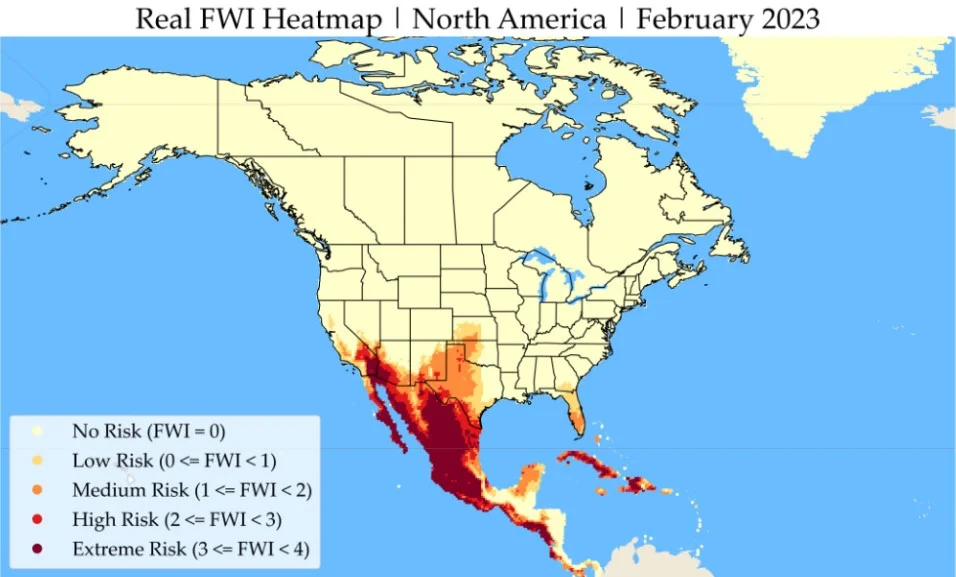 Real FWI Heatmap | North America | February 2023
No Risk (FWI = 0)
Low Risk (0 <= FWI < 1)
Medium Risk (1 <= FWI < 2)
High Risk (2 <= FWI < 3)
Extreme Risk (3 <= FWI < 4)